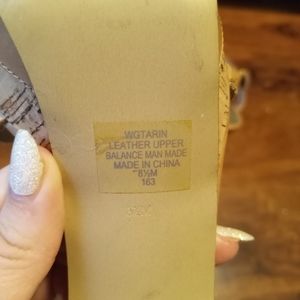 WGTARIN
LEATHER UPPER
BALANCE MAN MADE
MADE IN CHINA
8½M
163